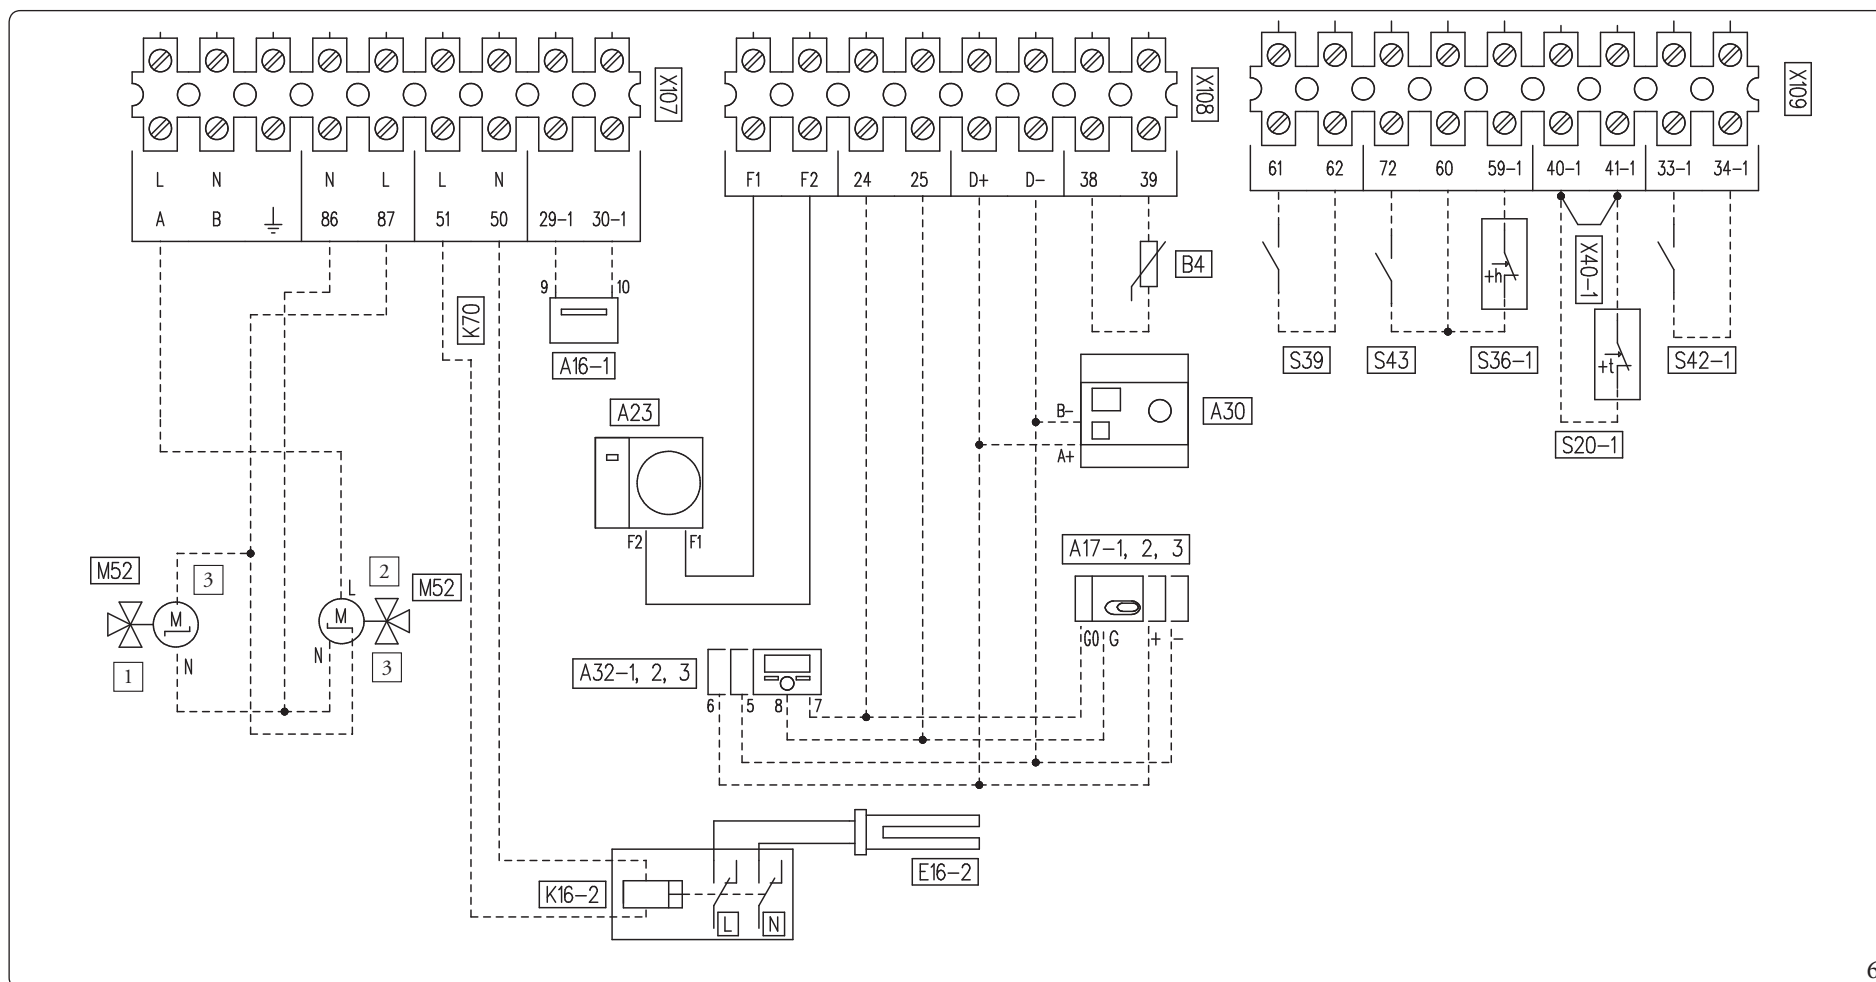 X107
L N N L L N
A B 86 87 51 50 29-1 30-1
X108
F1 F2 24 25 D+ D- 38 39
X109
61 62 72 60 59-1 40-1 41-1 33-1 34-1
K70
9 10
A16-1
B4
+h
X40-1
S39
S43
S36-1
+t
S42-1
S20-1
A23
F2 F1
B-
A+
A30
M52
3
M
N
1
L
2
M52
M
N
3
A17-1, 2, 3
G0 G + -
A32-1, 2, 3
6 5 8 7
K16-2
L
N
E16-2
6